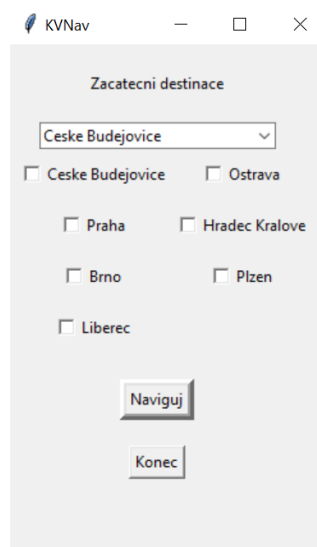 KVNav
Zacatecni destinace
Ceske Budejovice
Ceske Budejovice Ostrava
Praha Hradec Kralove
Brno Plzen
Liberec
Naviguj
Konec